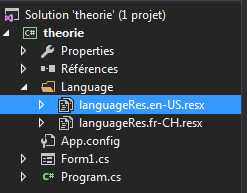 Solution 'theorie' (1 projet)
C# theorie
Properties
Références
Language
languageRes.en-US.resx
languageRes.fr-CH.resx
App.config
Form1.cs
C# Program.cs